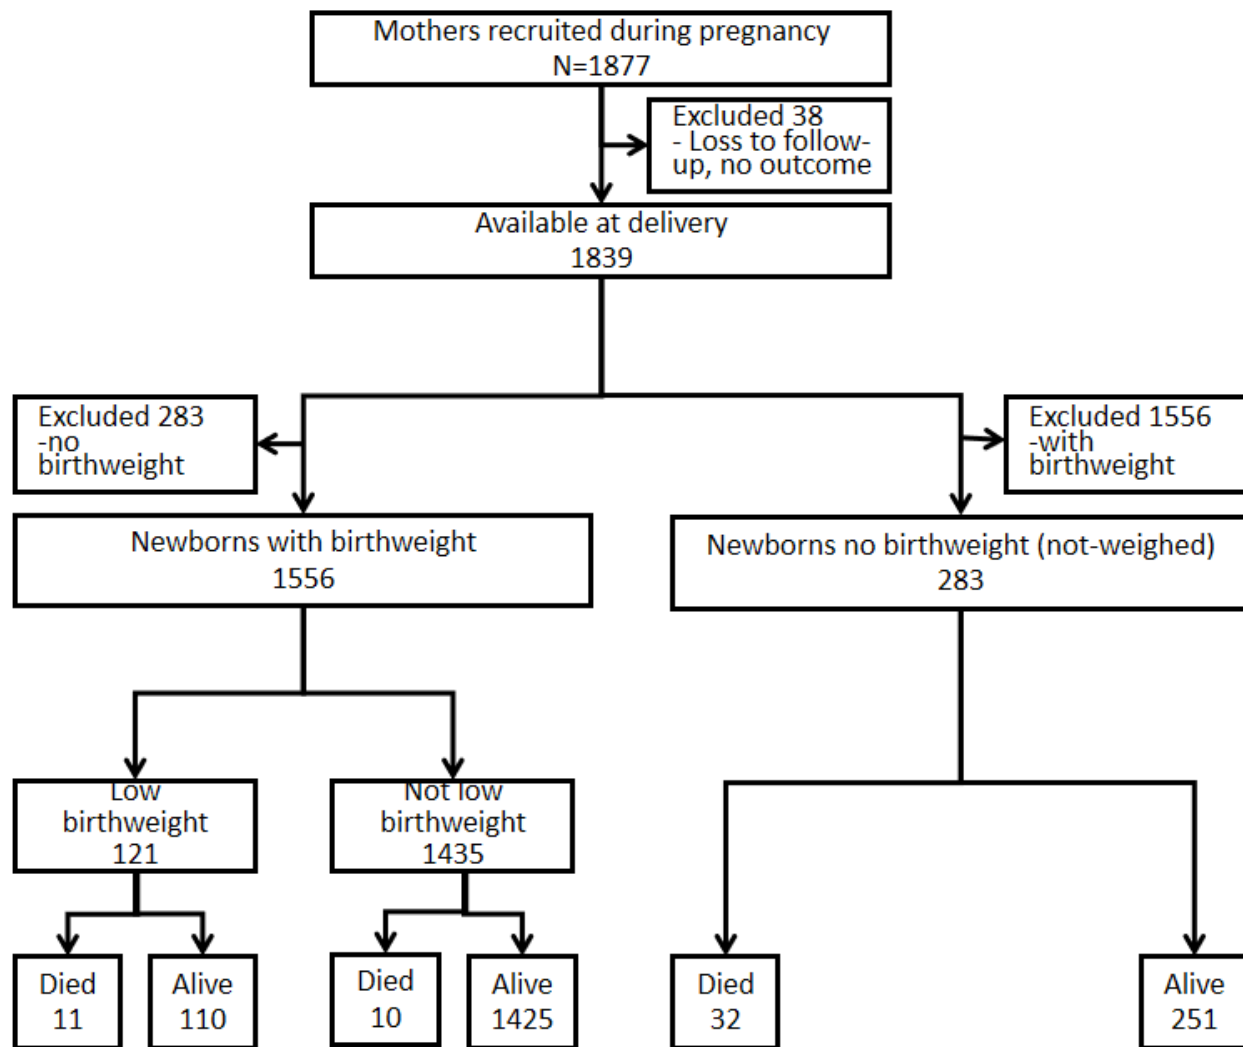 Mothers recruited during pregnancy
N=1877
Excluded 38
- Loss to follow-
up, no outcome
Available at delivery
1839
Excluded 283
-no
birthweight
Excluded 1556
-with
birthweight
Newborns with birthweight
1556
Newborns no birthweight (not-weighed)
283
Low
birthweight
121
Not low
birthweight
1435
Died
11
Alive
110
Died
10
Alive
1425
Died
32
Alive
251